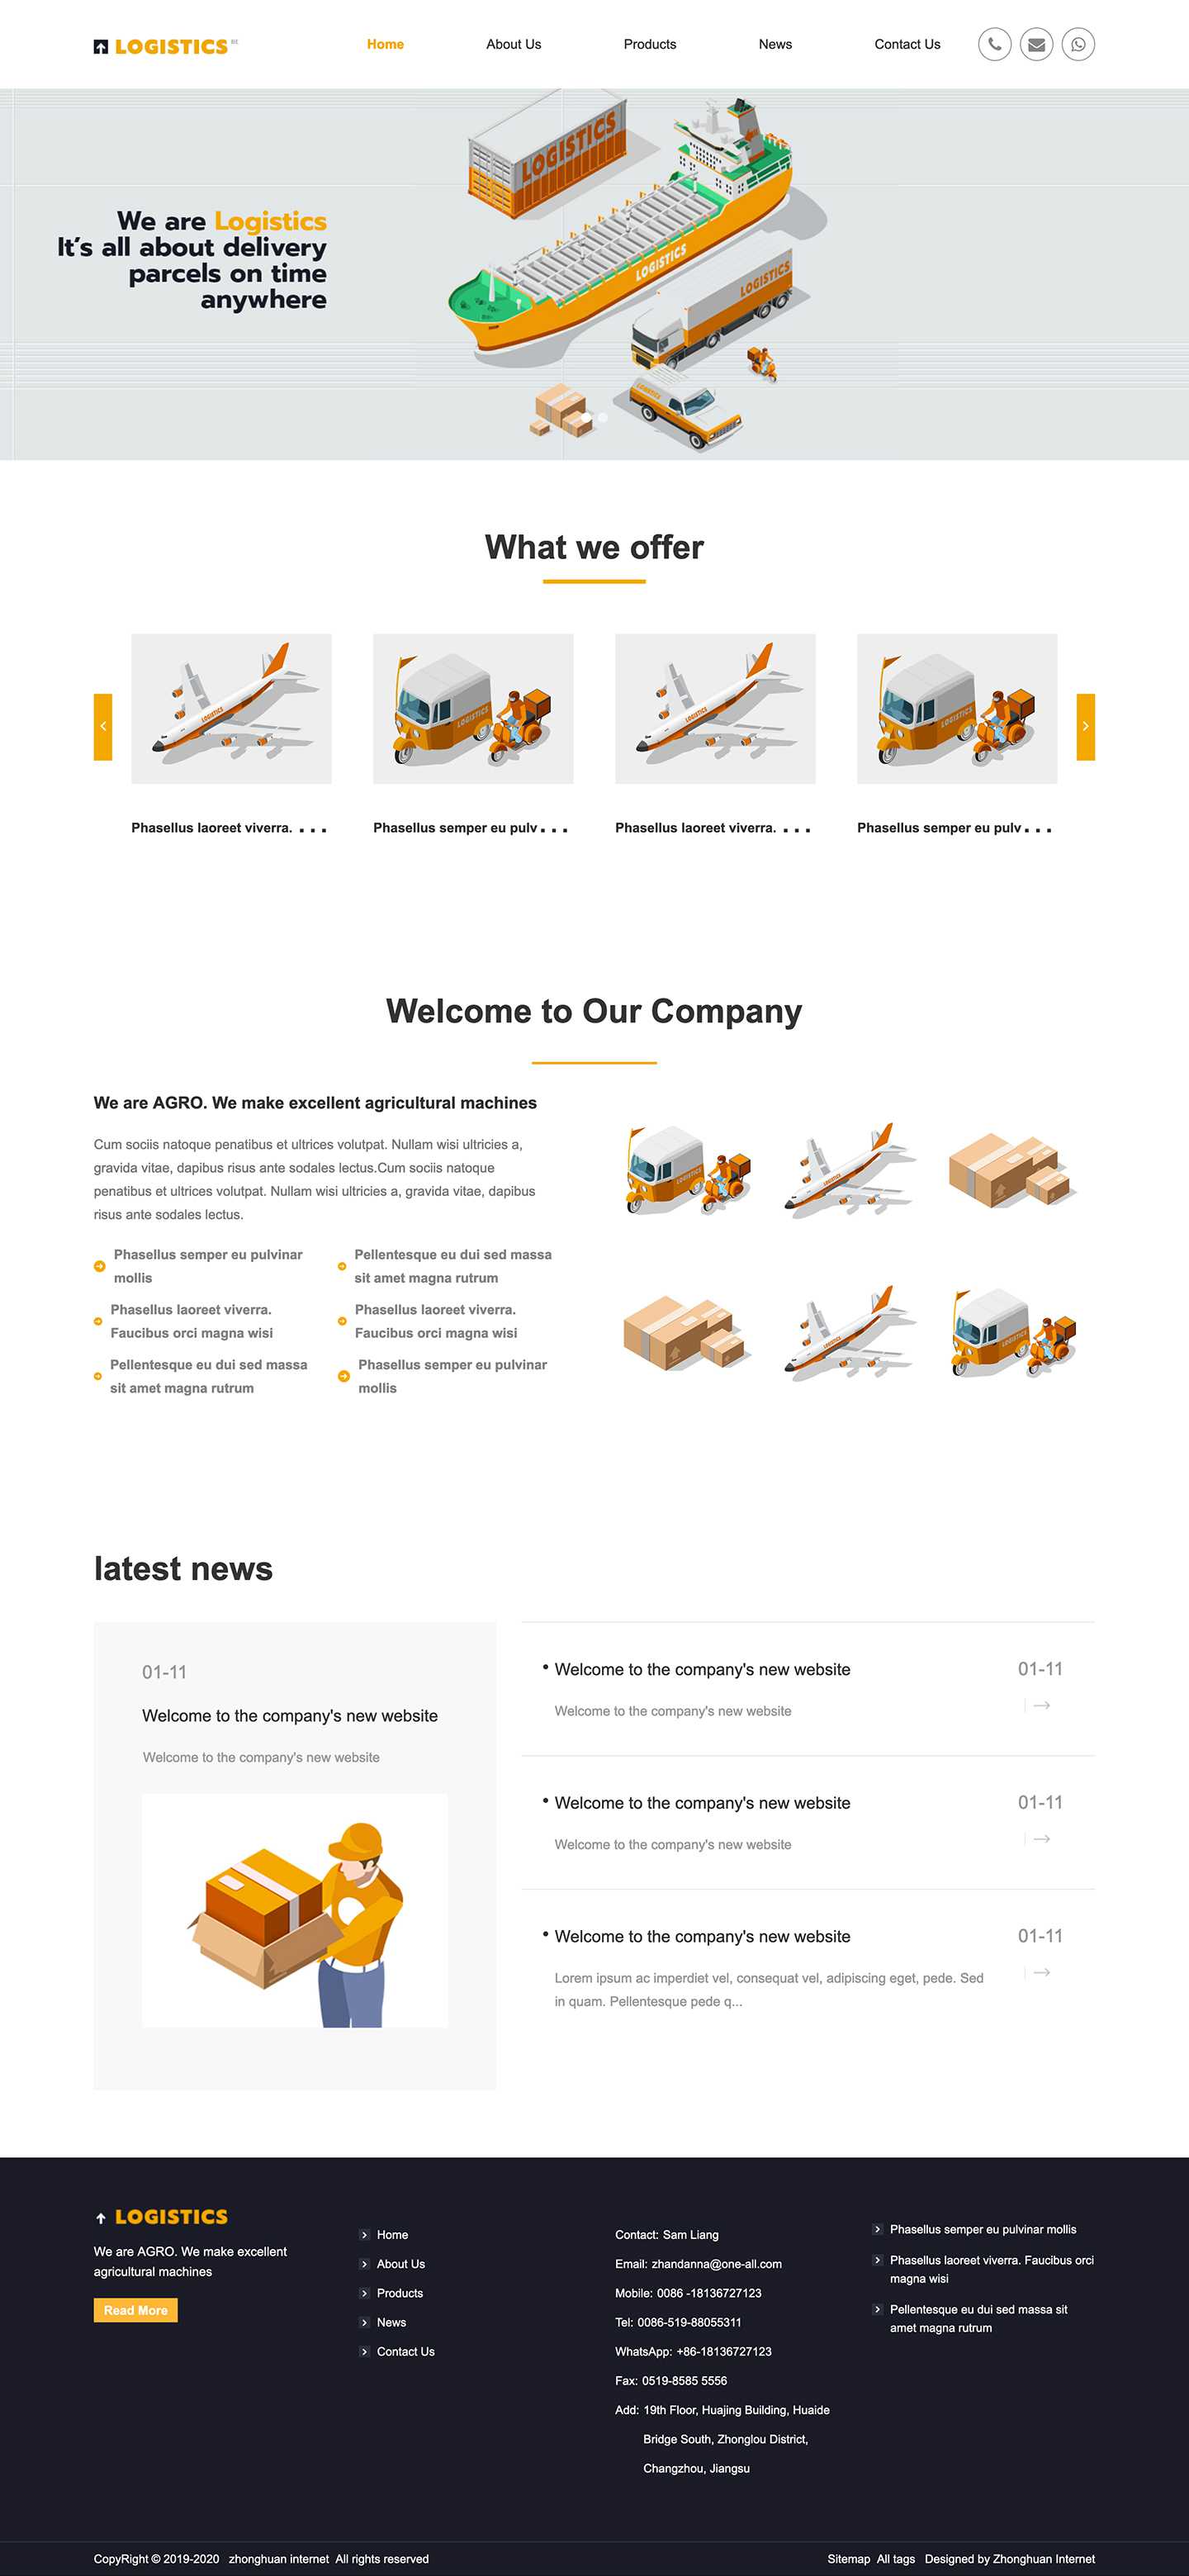 LOGISTICS
Home
About Us
Products
News
Contact Us
LOGISTICS
LOGISTICS
LOGISTICS
LOGISTICS
We are Logistics
It's all about delivery
parcels on time
anywhere
What we offer
LOGISTICS
LOGISTICS
LOGISTICS
LOGISTICS
Phasellus laoreet viverra. ...
Phasellus semper eu pulv...
Phasellus laoreet viverra. ...
Phasellus semper eu pulv...
Welcome to Our Company
We are AGRO. We make excellent agricultural machines
Cum sociis natoque penatibus et ultrices volutpat. Nullam wisi ultricies a,
gravida vitae, dapibus risus ante sodales lectus.Cum sociis natoque
penatibus et ultrices volutpat. Nullam wisi ultricies a, gravida vitae, dapibus
risus ante sodales lectus.
Phasellus semper eu pulvinar
mollis
Pellentesque eu dui sed massa
sit amet magna rutrum
Phasellus laoreet viverra.
Faucibus orci magna wisi
Phasellus laoreet viverra.
Faucibus orci magna wisi
Pellentesque eu dui sed massa
sit amet magna rutrum
Phasellus semper eu pulvinar
mollis
LOGISTICS
LOGISTICS
LOGISTICS
LOGISTICS
latest news
01-11
Welcome to the company's new website
Welcome to the company's new website
• Welcome to the company's new website
01-11
Welcome to the company's new website
• Welcome to the company's new website
01-11
Welcome to the company's new website
• Welcome to the company's new website
01-11
Lorem ipsum ac imperdiet vel, consequat vel, adipiscing eget, pede. Sed
in quam. Pellentesque pede q...
LOGISTICS
We are AGRO. We make excellent
agricultural machines
Read More
Home
About Us
Products
News
Contact Us
Contact: Sam Liang
Email: zhandanna@one-all.com
Mobile: 0086 -18136727123
Tel: 0086-519-88055311
WhatsApp: +86-18136727123
Fax: 0519-8585 5556
Add: 19th Floor, Huajing Building, Huaide
Bridge South, Zhonglou District,
Changzhou, Jiangsu
Phasellus semper eu pulvinar mollis
Phasellus laoreet viverra. Faucibus orci
magna wisi
Pellentesque eu dui sed massa sit
amet magna rutrum
CopyRight © 2019-2020 zhonghuan internet All rights reserved
Sitemap All tags Designed by Zhonghuan Internet